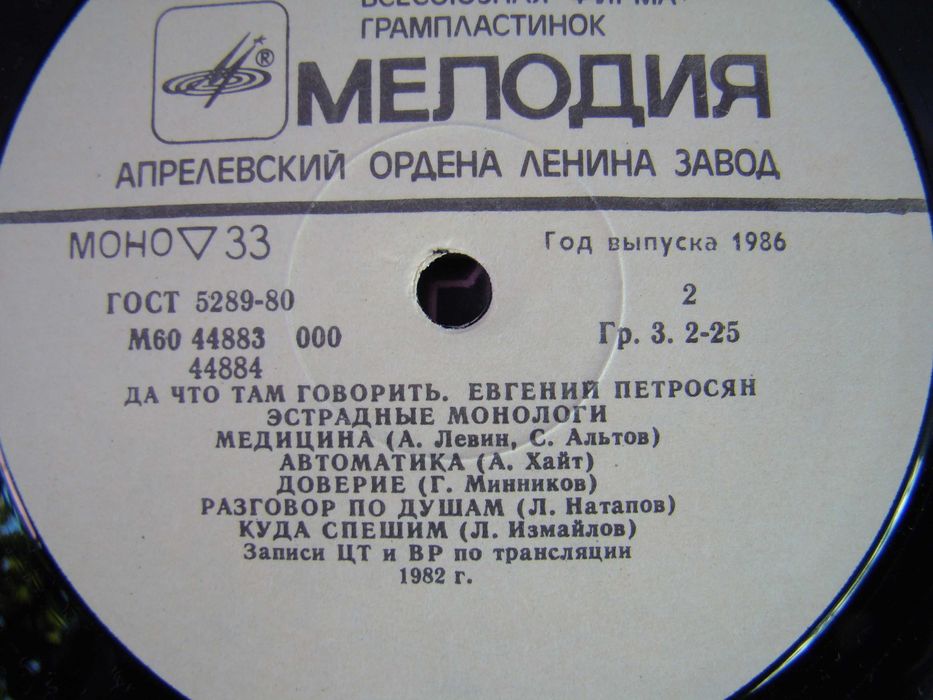 ВСЕСОЮЗНАЯ ФИРМА
ГРАМПЛАСТИНОК
®
МЕЛОДИЯ
АПРЕЛЕВСКИЙ ОРДЕНА ЛЕНИНА ЗАВОД
МОНО ▽ 33
Год выпуска 1986
ГОСТ 5289-80
2
М60 44883 000
Гр. 3. 2-25
44884
ДА ЧТО ТАМ ГОВОРИТЬ. ЕВГЕНИЙ ПЕТРОСЯН
ЭСТРАДНЫЕ МОНОЛОГИ
МЕДИЦИНА (А. Левин, С. Альтов)
АВТОМАТИКА (А. Хайт)
ДОВЕРИЕ (Г. Минников)
РАЗГОВОР ПО ДУШАМ (Л. Натапов)
КУДА СПЕШИМ (Л. Измайлов)
Записи ЦТ и ВР по трансляции
1982 г.